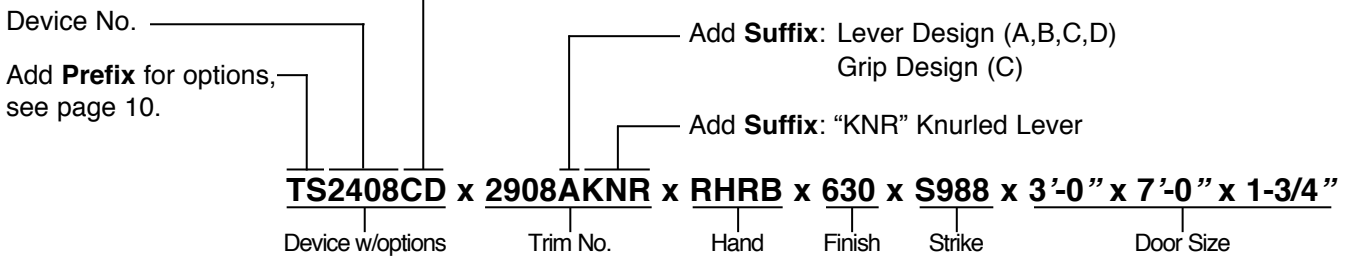 Device No.
Add Prefix for options,
see page 10.
Add Suffix: Lever Design (A,B,C,D)
Grip Design (C)
Add Suffix: “KNR” Knurled Lever
TS2408CD x 2908AKNR x RHRB x 630 x S988 x 3’-0” x 7’-0” x 1-3/4”
Device w/options Trim No. Hand Finish Strike Door Size